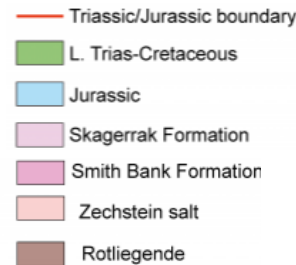 Triassic/Jurassic boundary
L. Trias-Cretaceous
Jurassic
Skagerrak Formation
Smith Bank Formation
Zechstein salt
Rotliegende